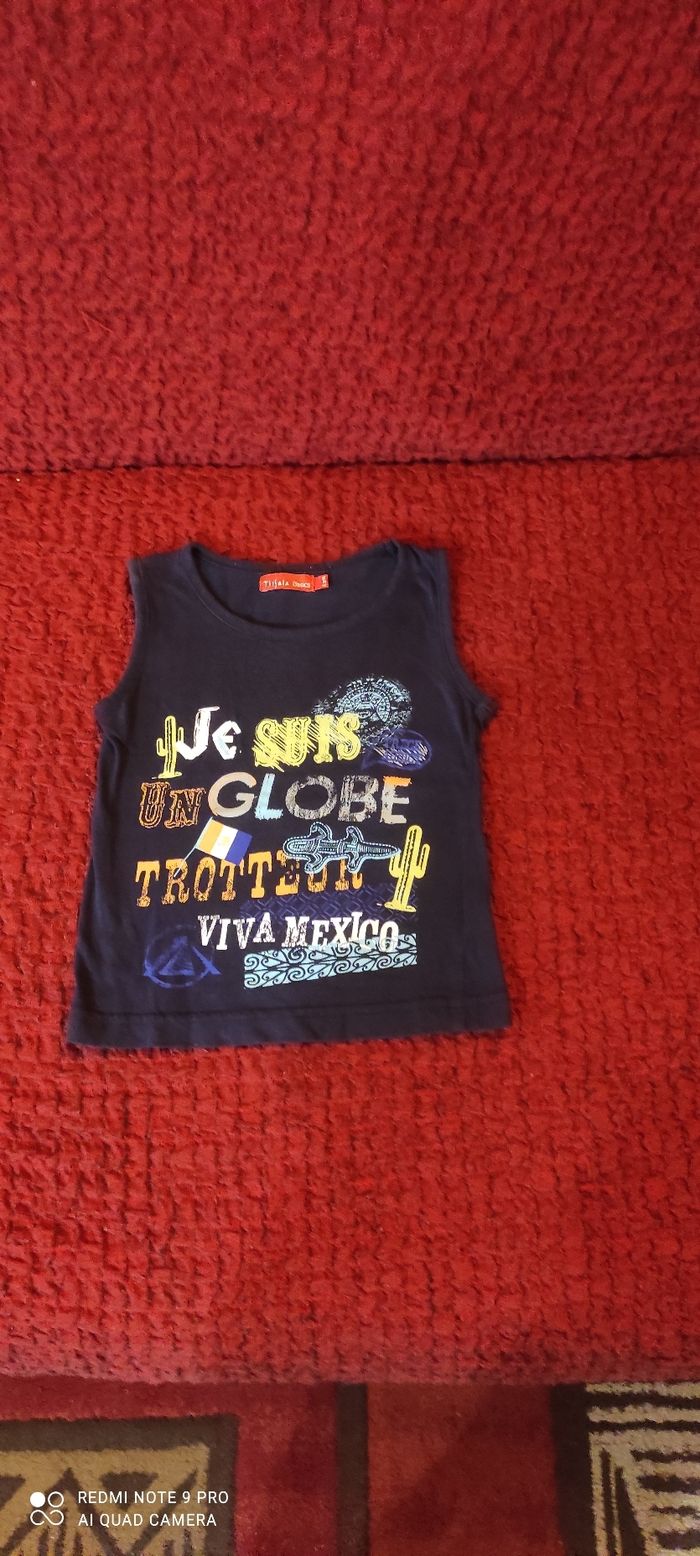 JE SUIS
UN GLOBE
TROTTEUR
VIVA MEXICO
REDMI NOTE 9 PRO
AI QUAD CAMERA